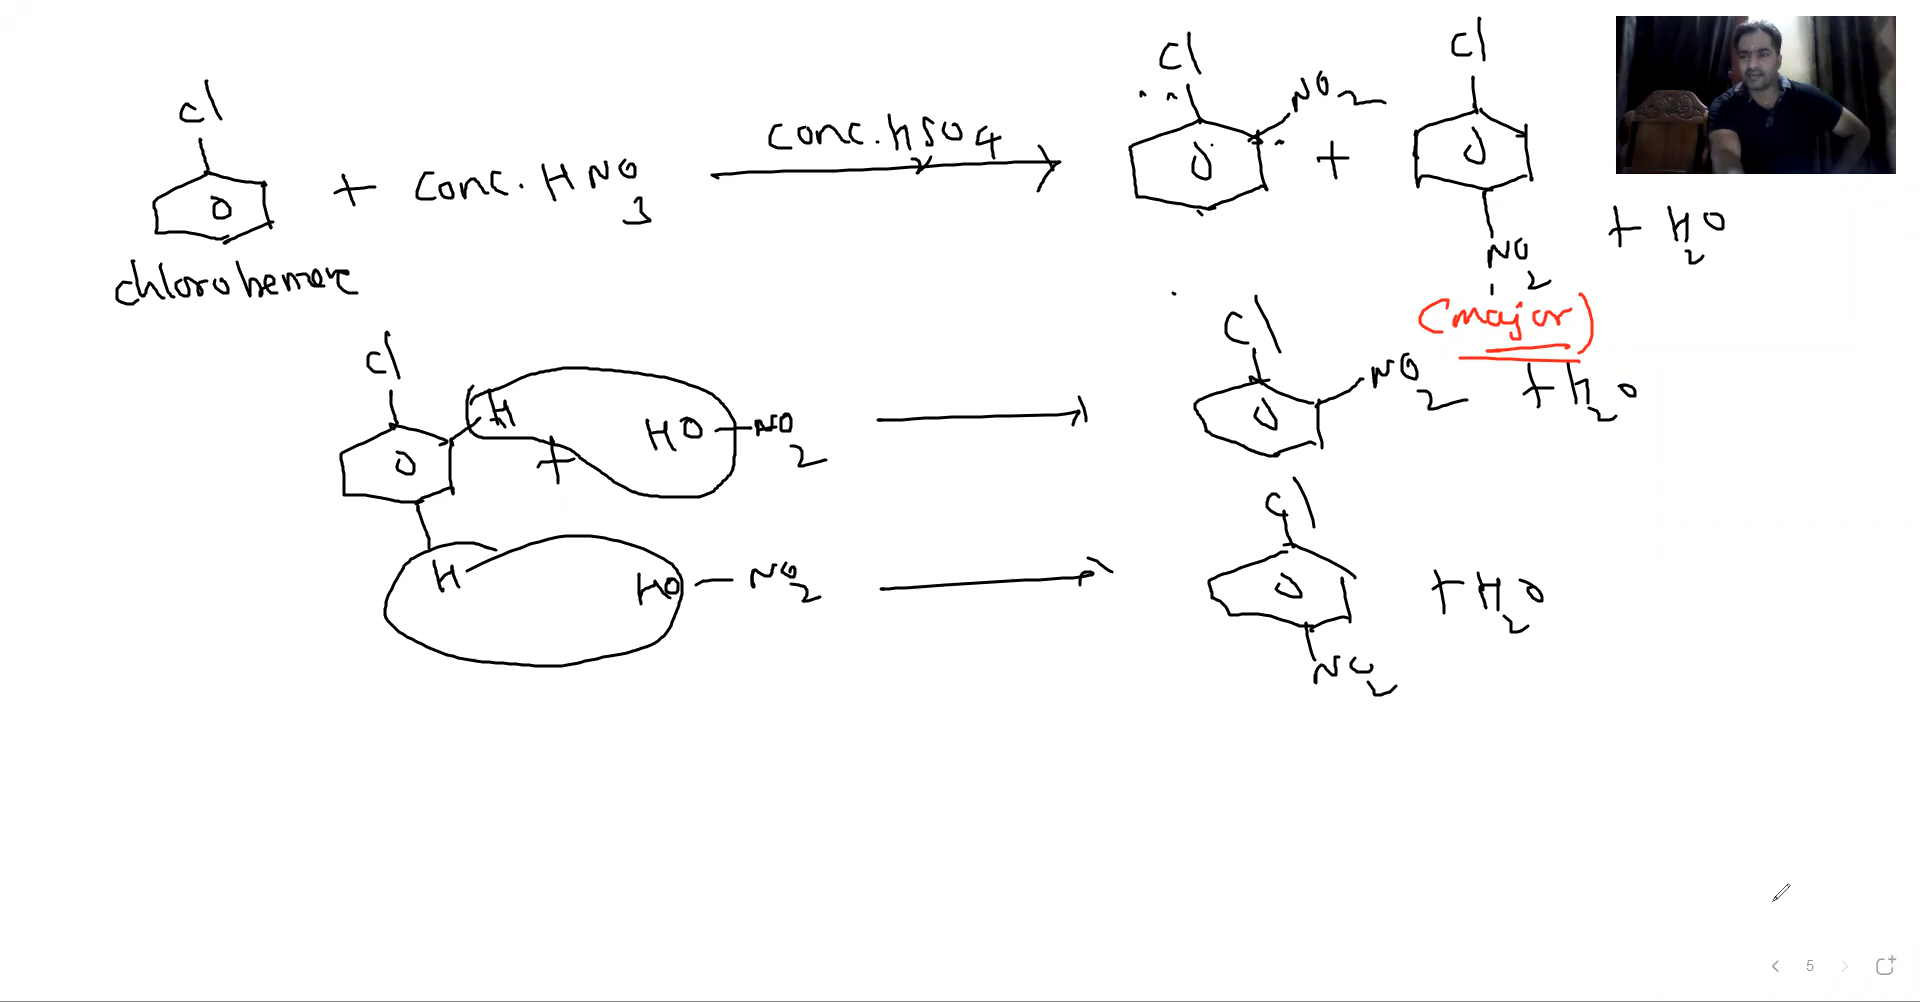 Cl + conc. HNO3 conc. H2SO4 → Cl NO2 + Cl NO2 + H2O
chlorobenzene
(major)
Cl H + HO-NO2 → Cl NO2 + H2O
H HO-NO2 → Cl NO2 + H2O
5